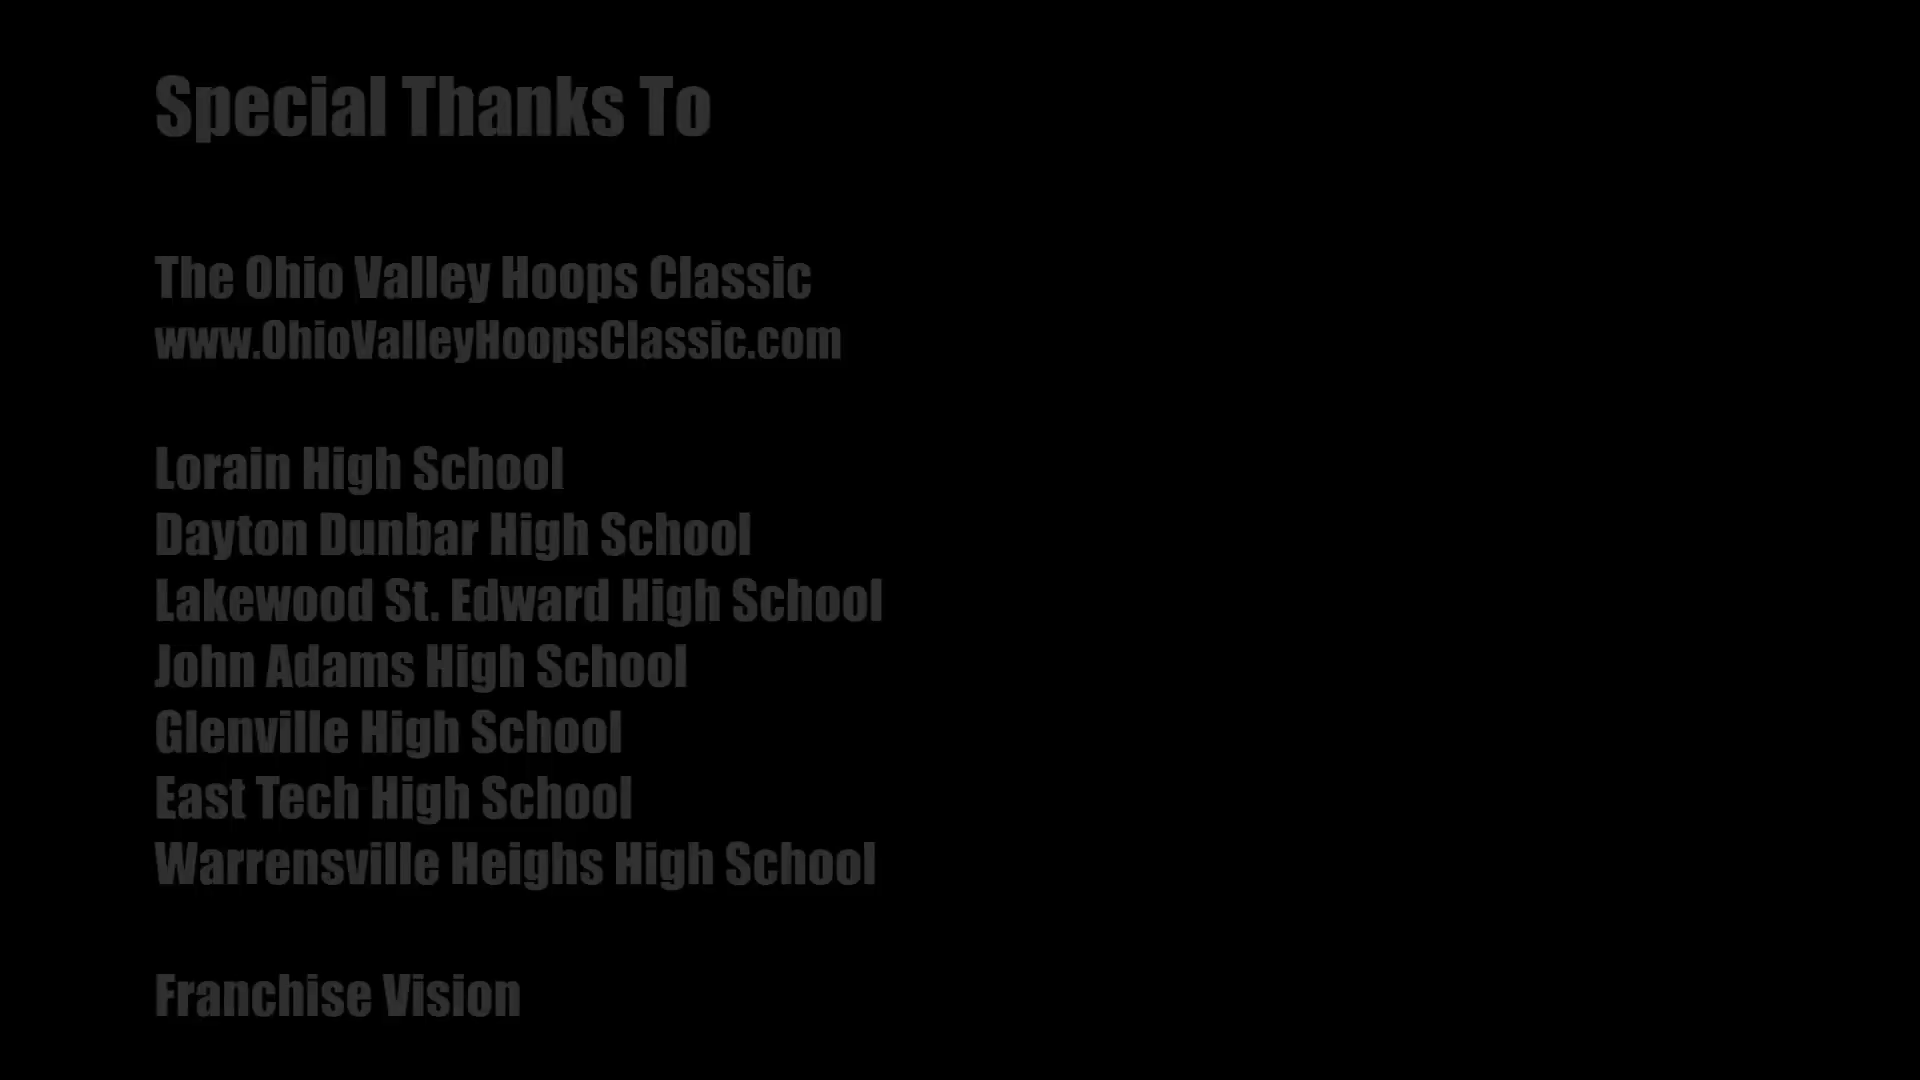 Special Thanks To
The Ohio Valley Hoops Classic
www.OhioValleyHoopsClassic.com
Lorain High School
Dayton Dunbar High School
Lakewood St. Edward High School
John Adams High School
Glenville High School
East Tech High School
Warrensville Heighs High School
Franchise Vision